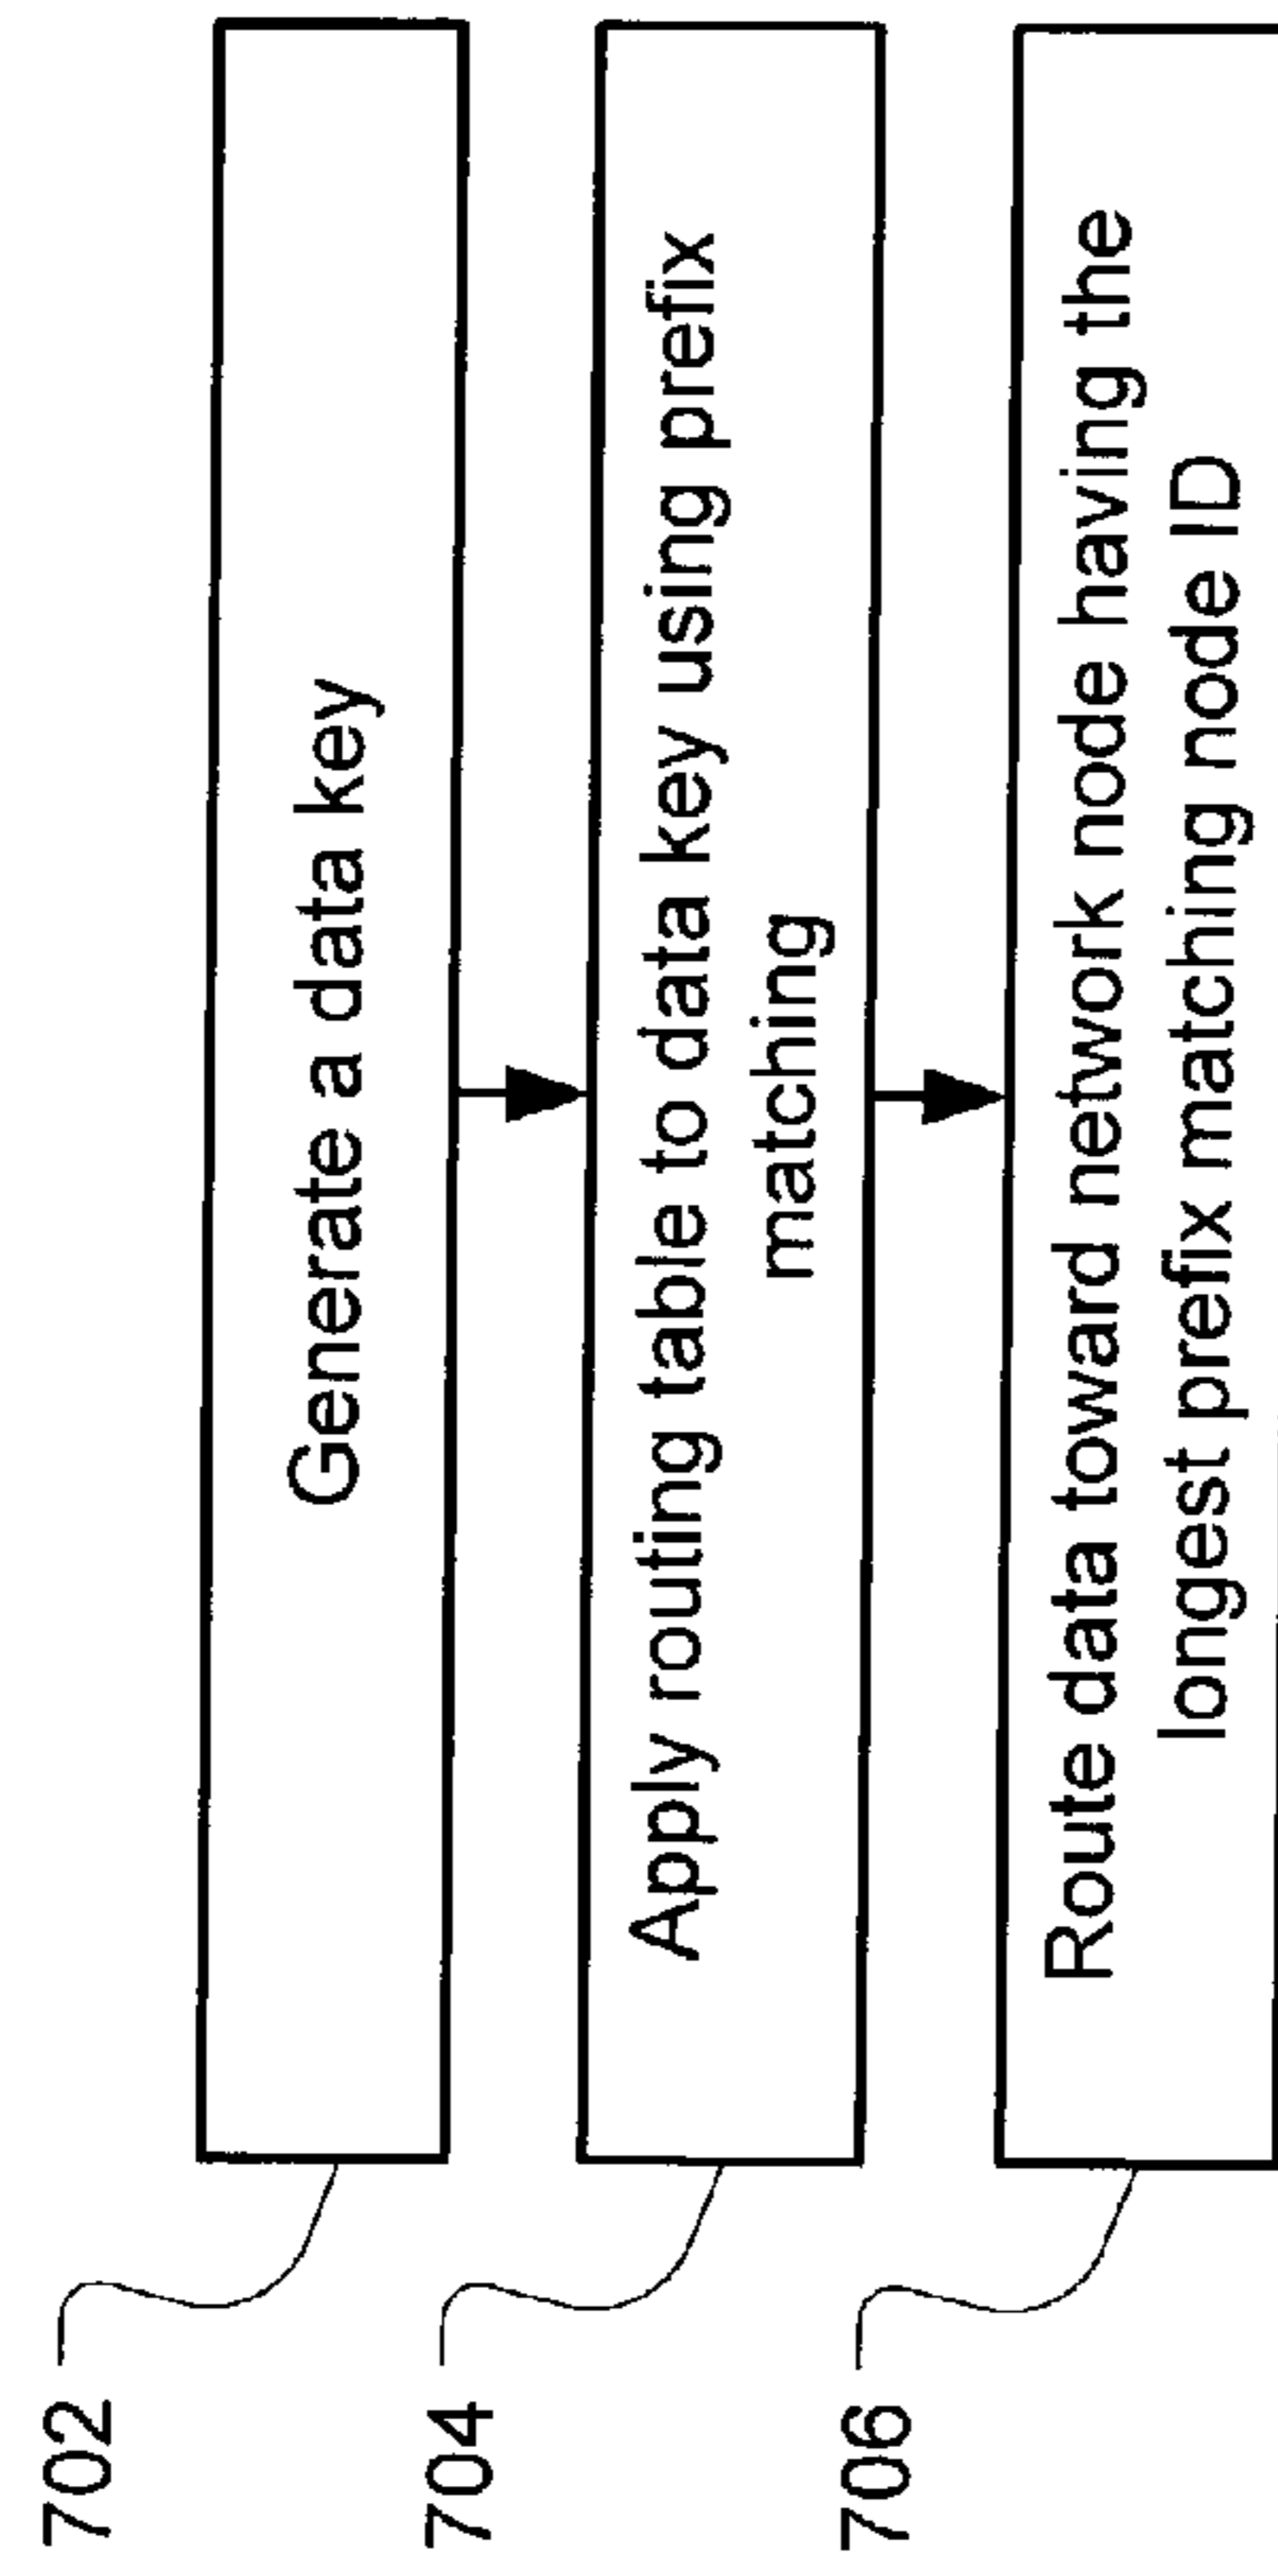 702
Generate a data key
704
Apply routing table to data key using prefix
matching
706
Route data toward network node having the
longest prefix matching node ID